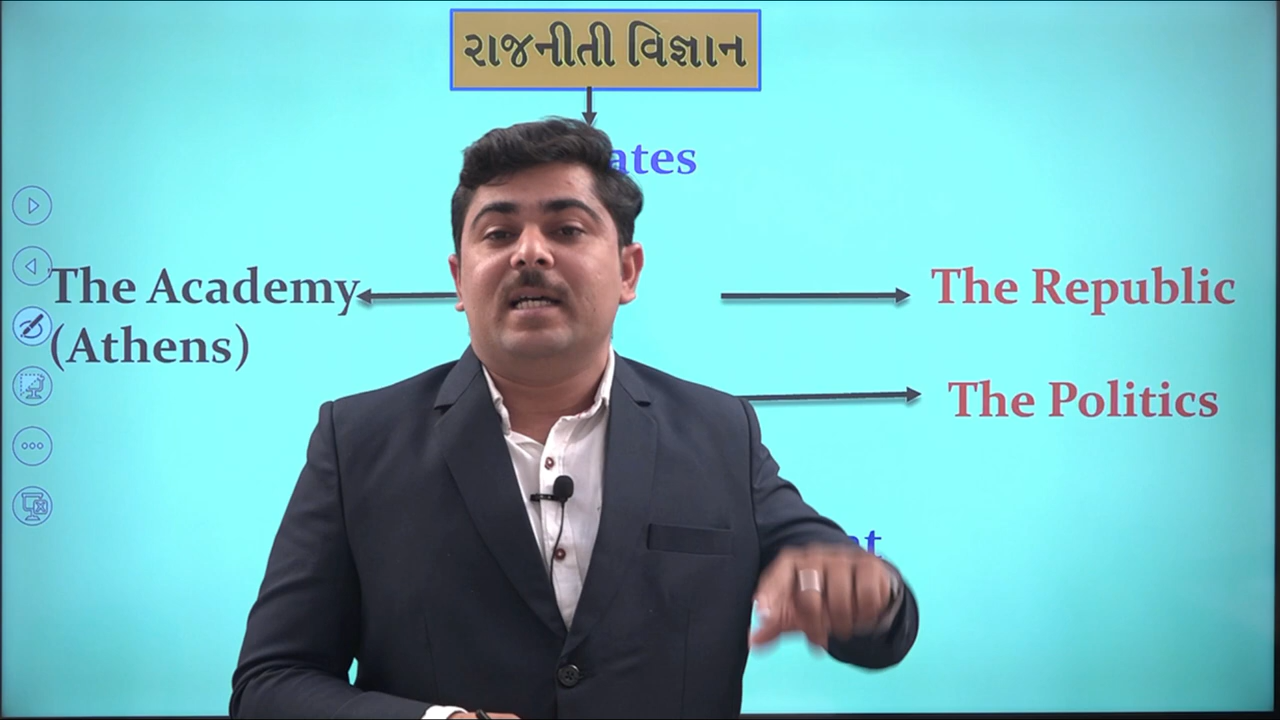 રાજનીતી વિજ્ઞાન
The Academy
(Athens)
The Republic
The Politics